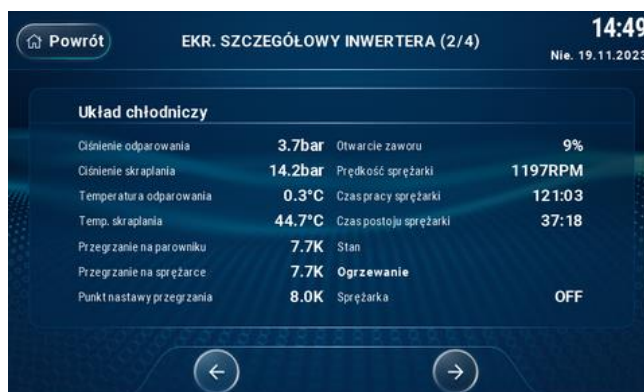 Powrót
EKR. SZCZEGÓŁOWY INWERTERA (2/4)
14:49
Nie. 19.11.2023
Układ chłodniczy
Ciśnienie odparowania 3.7bar Otwarcie zaworu 9%
Ciśnienie skraplania 14.2bar Prędkość sprężarki 1197RPM
Temperatura odparowania 0.3°C Czas pracy sprężarki 121:03
Temp. skraplania 44.7°C Czas postoju sprężarki 37:18
Przegrzanie na parowniku 7.7K Stan
Przegrzanie na sprężarce 7.7K Ogrzewanie
Punkt nastawy przegrzania 8.0K Sprężarka OFF